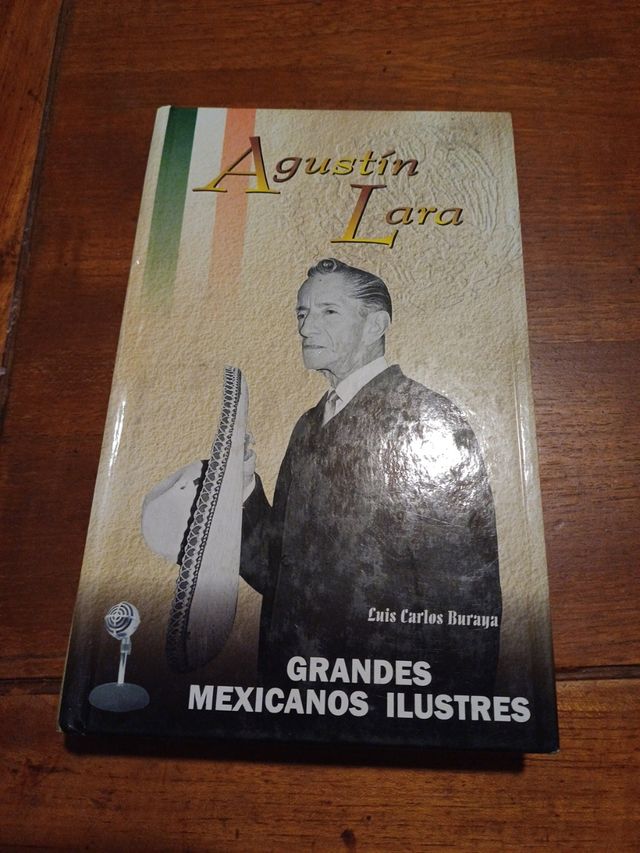 Agustín
Lara
Luis Carlos Buraya
GRANDES
MEXICANOS ILUSTRES